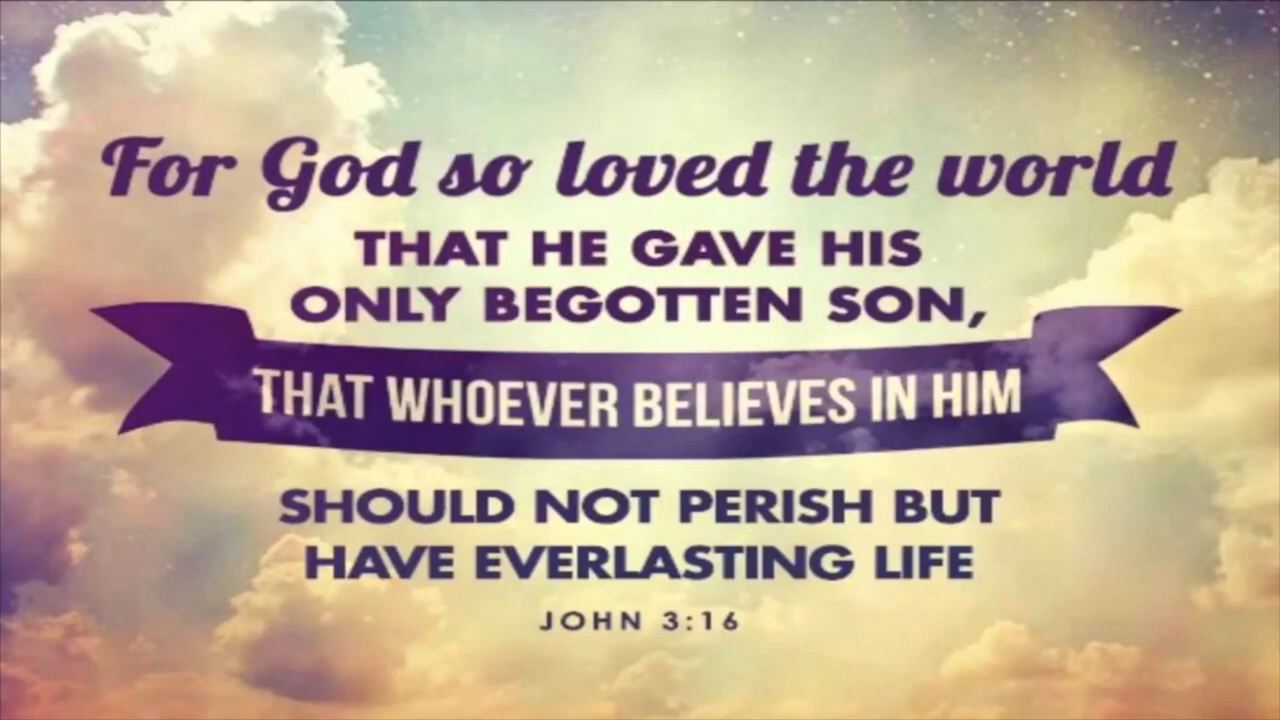 For God so loved the world
THAT HE GAVE HIS
ONLY BEGOTTEN SON,
THAT WHOEVER BELIEVES IN HIM
SHOULD NOT PERISH BUT
HAVE EVERLASTING LIFE
JOHN 3:16